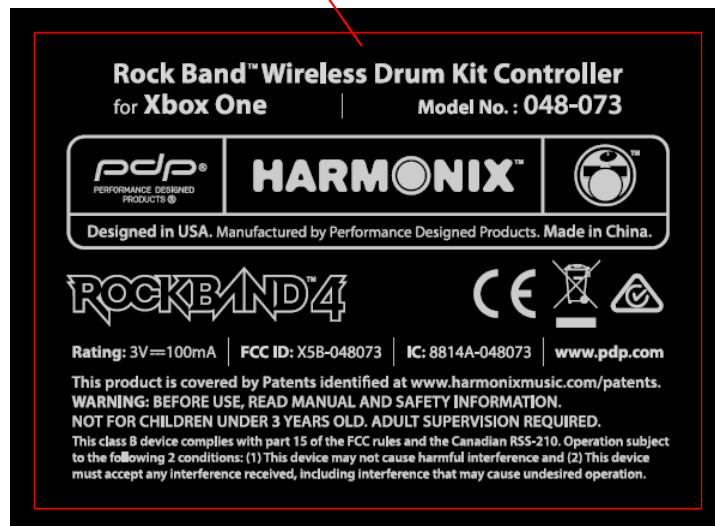 Rock Band™ Wireless Drum Kit Controller
for Xbox One | Model No. : 048-073
pdp®
PERFORMANCE DESIGNED
PRODUCTS ®
HARMONIX™
™
Designed in USA. Manufactured by Performance Designed Products. Made in China.
ROCKBAND™4
CE
Rating: 3V⎓100mA | FCC ID: X5B-048073 | IC: 8814A-048073 | www.pdp.com
This product is covered by Patents identified at www.harmonixmusic.com/patents.
WARNING: BEFORE USE, READ MANUAL AND SAFETY INFORMATION.
NOT FOR CHILDREN UNDER 3 YEARS OLD. ADULT SUPERVISION REQUIRED.
This class B device complies with part 15 of the FCC rules and the Canadian RSS-210. Operation subject
to the following 2 conditions: (1) This device may not cause harmful interference and (2) This device
must accept any interference received, including interference that may cause undesired operation.